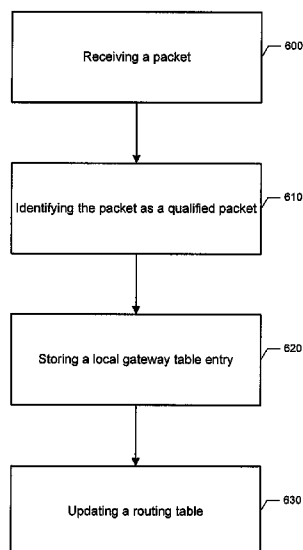 Receiving a packet
600
Identifying the packet as a qualified packet
610
Storing a local gateway table entry
620
Updating a routing table
630